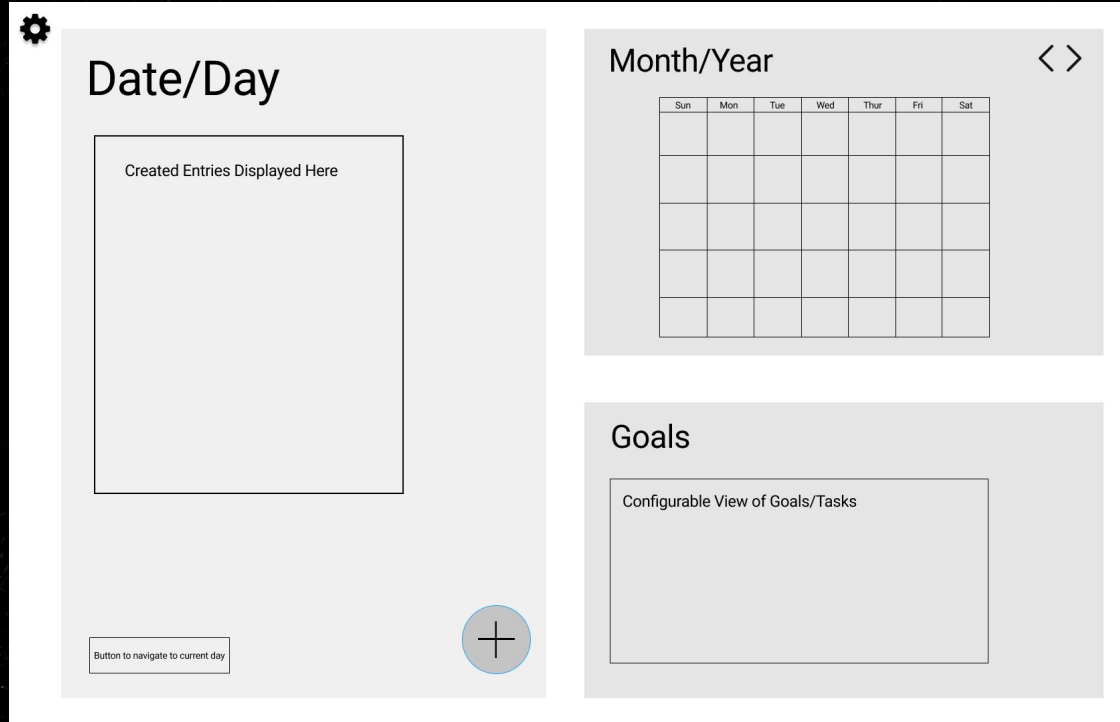 Date/Day
Created Entries Displayed Here
Button to navigate to current day
Month/Year
Sun Mon Tue Wed Thur Fri Sat
Goals
Configurable View of Goals/Tasks